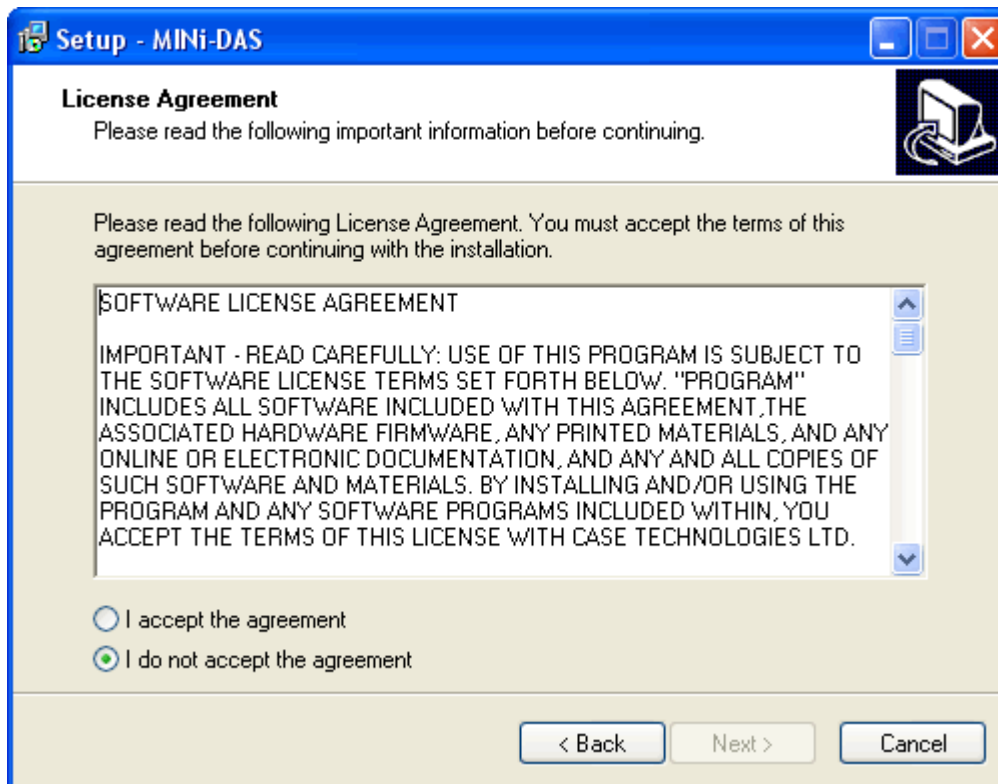 Setup - MINi-DAS
License Agreement
Please read the following important information before continuing.
Please read the following License Agreement. You must accept the terms of this
agreement before continuing with the installation.
SOFTWARE LICENSE AGREEMENT
IMPORTANT - READ CAREFULLY: USE OF THIS PROGRAM IS SUBJECT TO
THE SOFTWARE LICENSE TERMS SET FORTH BELOW. "PROGRAM"
INCLUDES ALL SOFTWARE INCLUDED WITH THIS AGREEMENT,THE
ASSOCIATED HARDWARE FIRMWARE, ANY PRINTED MATERIALS, AND ANY
ONLINE OR ELECTRONIC DOCUMENTATION, AND ANY AND ALL COPIES OF
SUCH SOFTWARE AND MATERIALS. BY INSTALLING AND/OR USING THE
PROGRAM AND ANY SOFTWARE PROGRAMS INCLUDED WITHIN, YOU
ACCEPT THE TERMS OF THIS LICENSE WITH CASE TECHNOLOGIES LTD.
I accept the agreement
I do not accept the agreement
< Back Next > Cancel